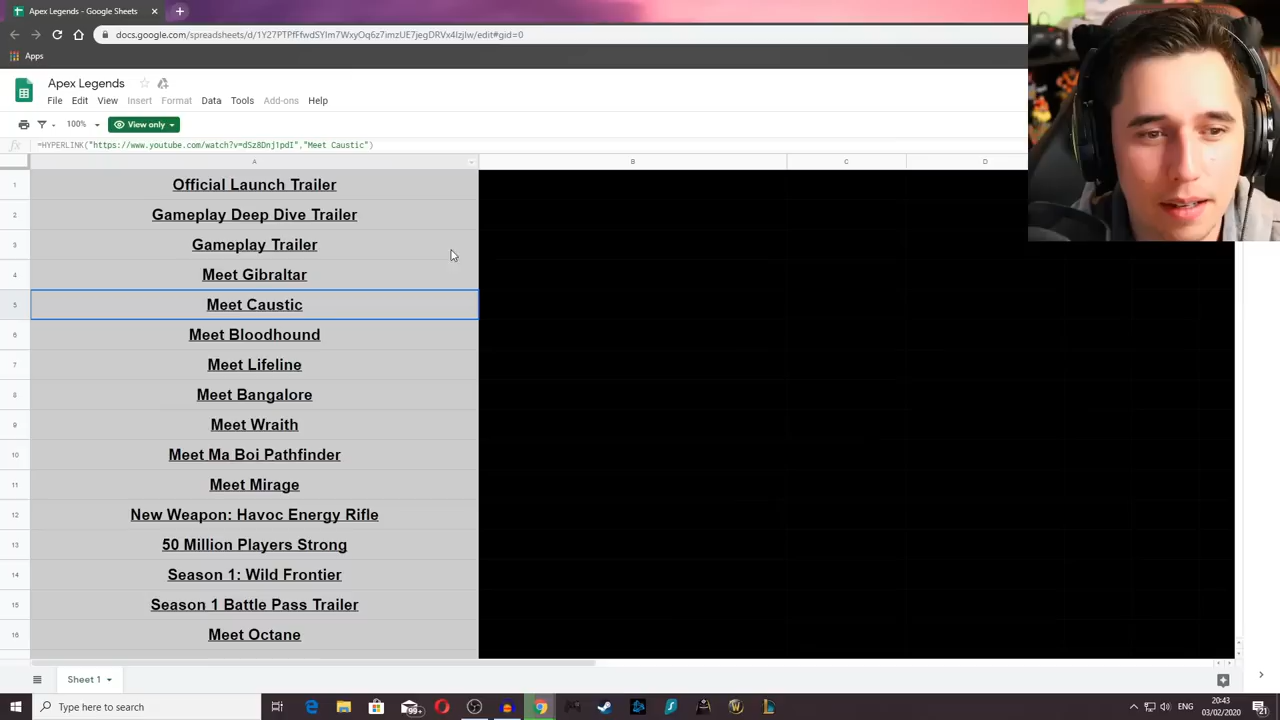 Apex Legends - Google Sheets
docs.google.com/spreadsheets/d/1Y27PTPfFfwdSYIm7WxyOq6z7imzUE7jegDRVx4Izjlw/edit#gid=0
Apps
Apex Legends
File Edit View Insert Format Data Tools Add-ons Help
100% View only
fx =HYPERLINK("https://www.youtube.com/watch?v=dSz8Dnj1pdI","Meet Caustic")
A B C D
1 Official Launch Trailer
2 Gameplay Deep Dive Trailer
3 Gameplay Trailer
4 Meet Gibraltar
5 Meet Caustic
6 Meet Bloodhound
7 Meet Lifeline
8 Meet Bangalore
9 Meet Wraith
10 Meet Ma Boi Pathfinder
11 Meet Mirage
12 New Weapon: Havoc Energy Rifle
13 50 Million Players Strong
14 Season 1: Wild Frontier
15 Season 1 Battle Pass Trailer
16 Meet Octane
Sheet 1
Type here to search
99+
20:43
03/02/2020
21